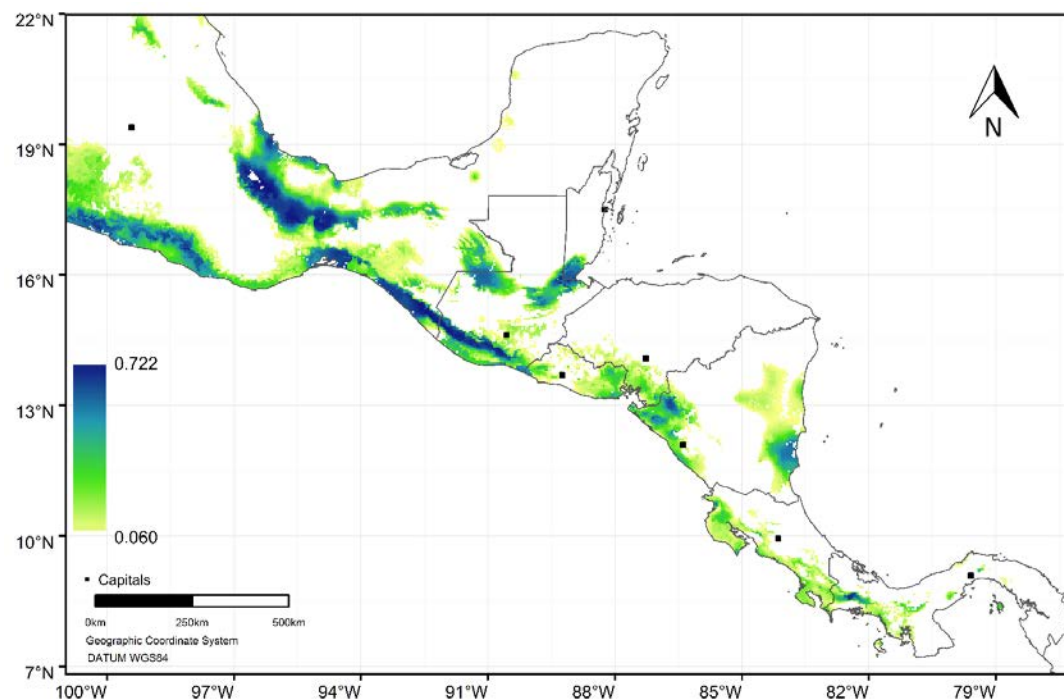 22°N
19°N
N
16°N
0.722
13°N
0.060
10°N
Capitals
0km 250km 500km
Geographic Coordinate System
DATUM WGS84
7°N
100°W 97°W 94°W 91°W 88°W 85°W 82°W 79°W